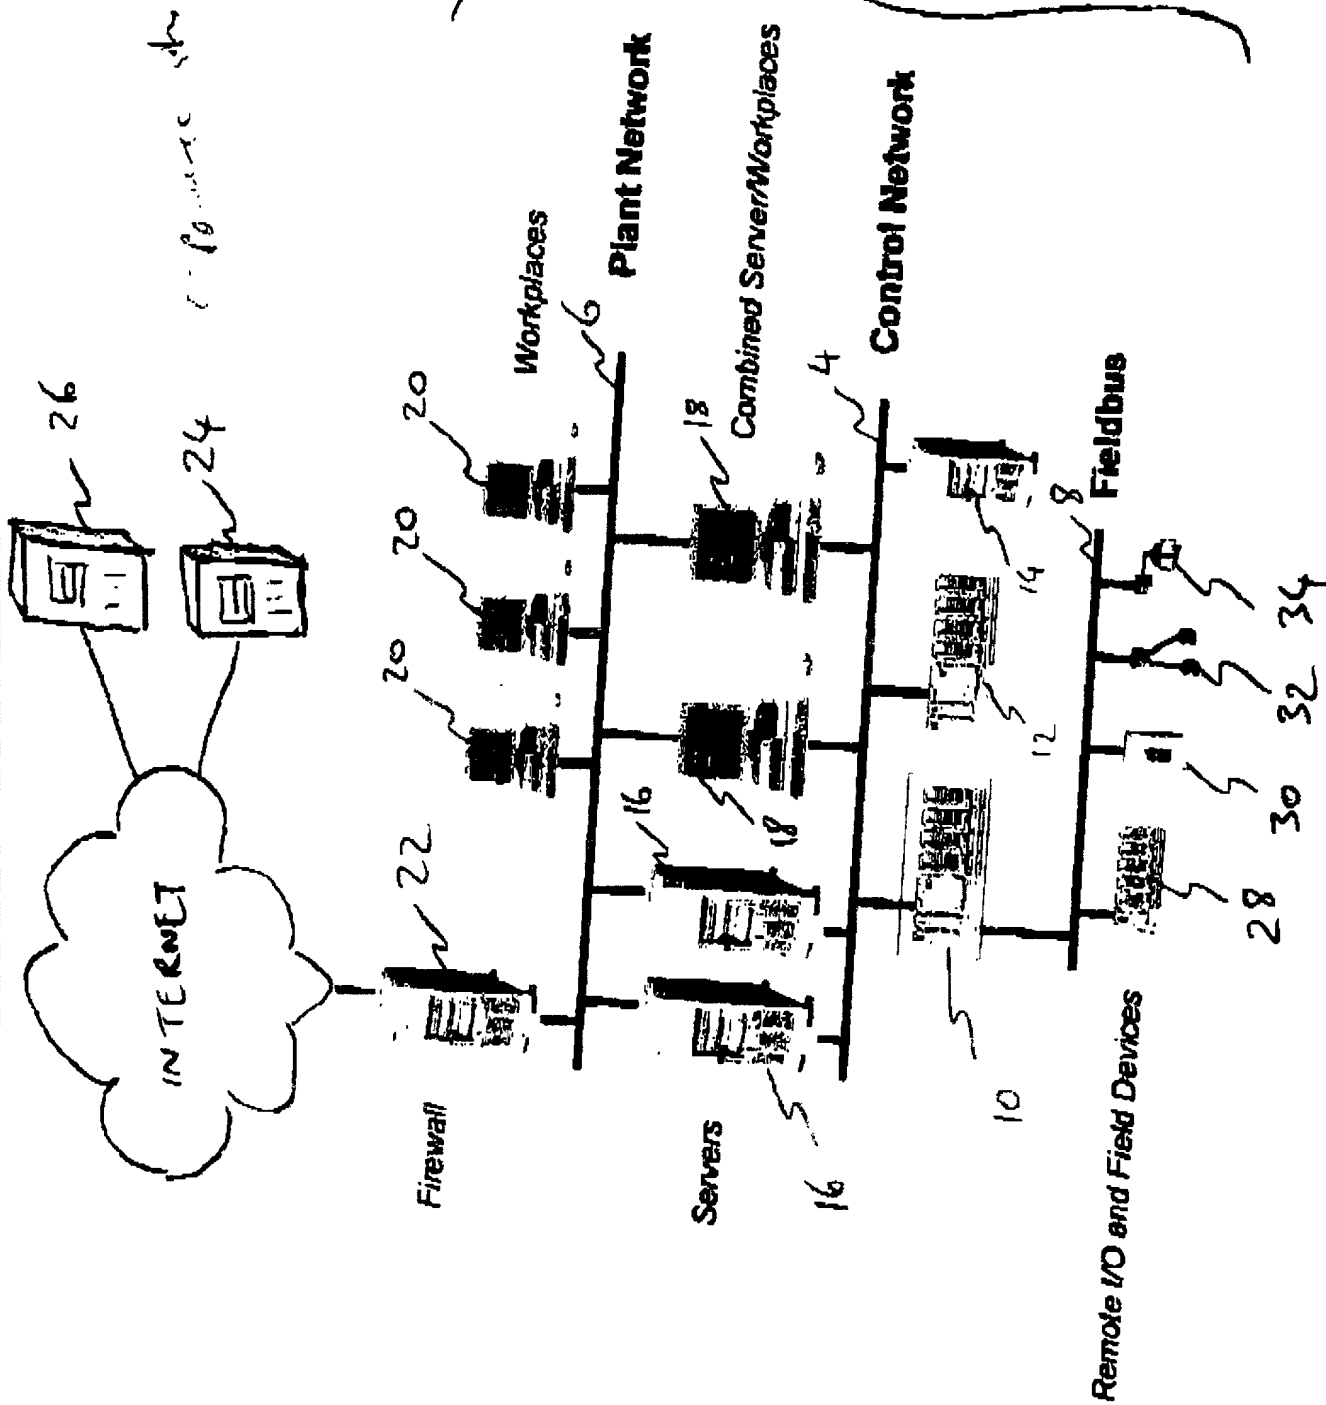 26
24
INTERNET
22
20
20
20
Firewall
Workplaces
6
Plant Network
16
18
18
Servers
16
Combined Server/Workplaces
4
Control Network
10
12
14
8
Fieldbus
Remote I/O and Field Devices
28
30
32
34